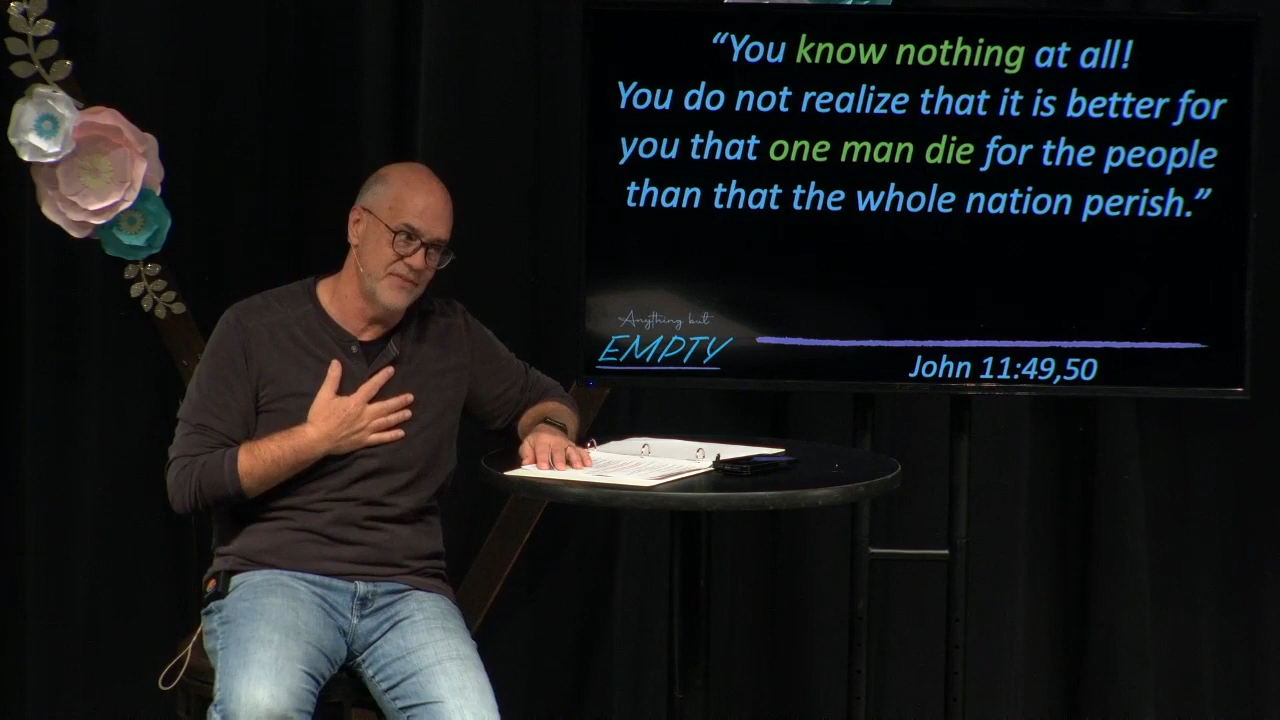 “You know nothing at all!
You do not realize that it is better for
you that one man die for the people
than that the whole nation perish.”
Anything but
EMPTY
John 11:49,50